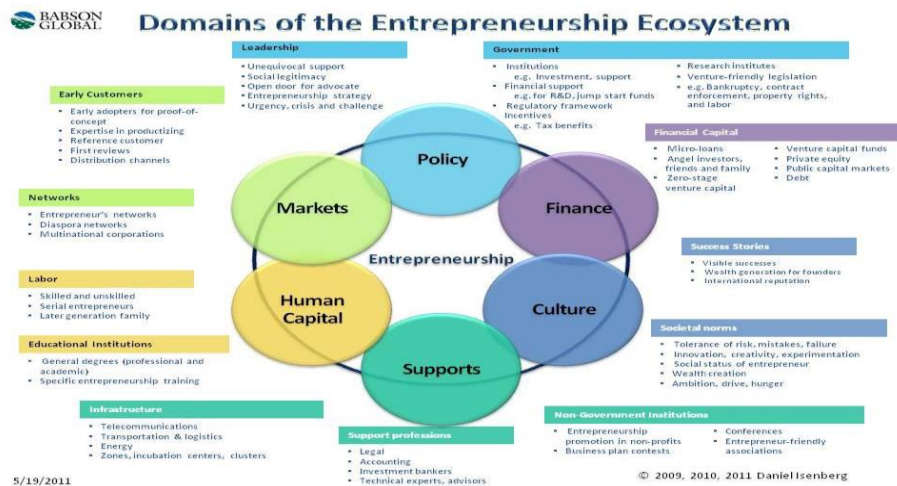 BABSON
GLOBAL
Domains of the Entrepreneurship Ecosystem
Leadership
• Unequivocal support
• Social legitimacy
• Open door for advocate
• Entrepreneurship strategy
• Urgency, crisis and challenge
Government
• Institutions
e.g. Investment, support
• Financial support
e.g. for R&D, jump start funds
• Regulatory framework
Incentives
e.g. Tax benefits
• Research institutes
• Venture-friendly legislation
• e.g. Bankruptcy, contract
enforcement, property rights,
and labor
Early Customers
• Early adopters for proof-of-
concept
• Expertise in productizing
• Reference customer
• First reviews
• Distribution channels
Financial Capital
• Micro-loans
• Angel investors,
friends and family
• Zero-stage
venture capital
• Venture capital funds
• Private equity
• Public capital markets
• Debt
Networks
• Entrepreneur's networks
• Diaspora networks
• Multinational corporations
Policy
Markets
Finance
Entrepreneurship
Human
Capital
Culture
Supports
Success Stories
• Visible successes
• Wealth generation for founders
• International reputation
Labor
• Skilled and unskilled
• Serial entrepreneurs
• Later generation family
Societal norms
• Tolerance of risk, mistakes, failure
• Innovation, creativity, experimentation
• Social status of entrepreneur
• Wealth creation
• Ambition, drive, hunger
Educational Institutions
• General degrees (professional and
academic)
• Specific entrepreneurship training
Infrastructure
• Telecommunications
• Transportation & logistics
• Energy
• Zones, incubation centers, clusters
Support professions
• Legal
• Accounting
• Investment bankers
• Technical experts, advisors
Non-Government Institutions
• Entrepreneurship
promotion in non-profits
• Business plan contests
• Conferences
• Entrepreneur-friendly
associations
5/19/2011
© 2009, 2010, 2011 Daniel Isenberg